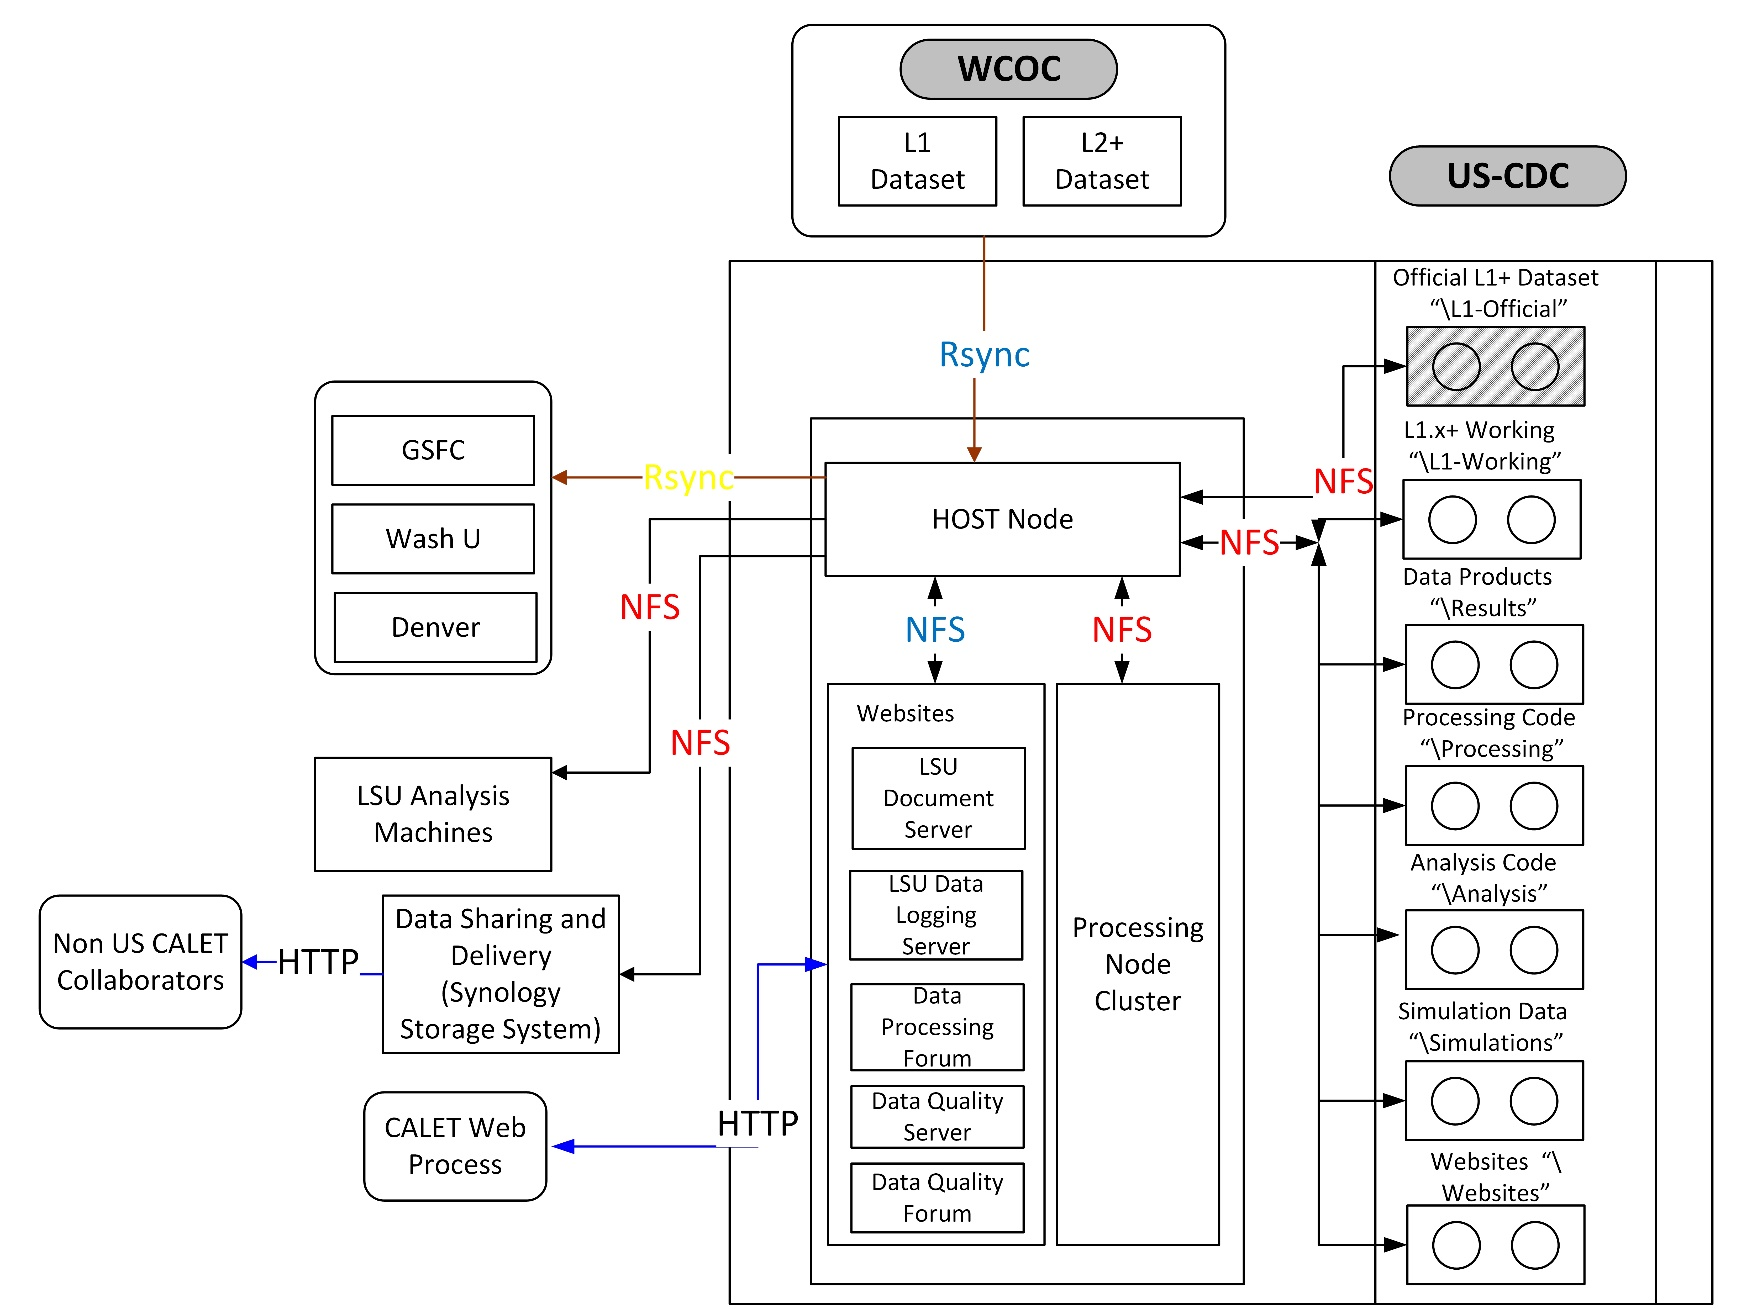 WCOC
L1
Dataset
L2+
Dataset
US-CDC
Official L1+ Dataset
“\L1-Official”
Rsync
L1.x+ Working
“\L1-Working”
NFS
GSFC
Rsync
HOST Node
NFS
Wash U
Denver
NFS
NFS
NFS
Data Products
“\Results”
NFS
Websites
Processing Code
“\Processing”
LSU
Document
Server
LSU Analysis
Machines
Analysis Code
“\Analysis”
LSU Data
Logging
Server
Processing
Node
Cluster
Data Sharing and
Delivery
(Synology
Storage System)
HTTP
Non US CALET
Collaborators
Data
Processing
Forum
Simulation Data
“\Simulations”
HTTP
CALET Web
Process
Data Quality
Server
Data Quality
Forum
Websites “\
Websites”